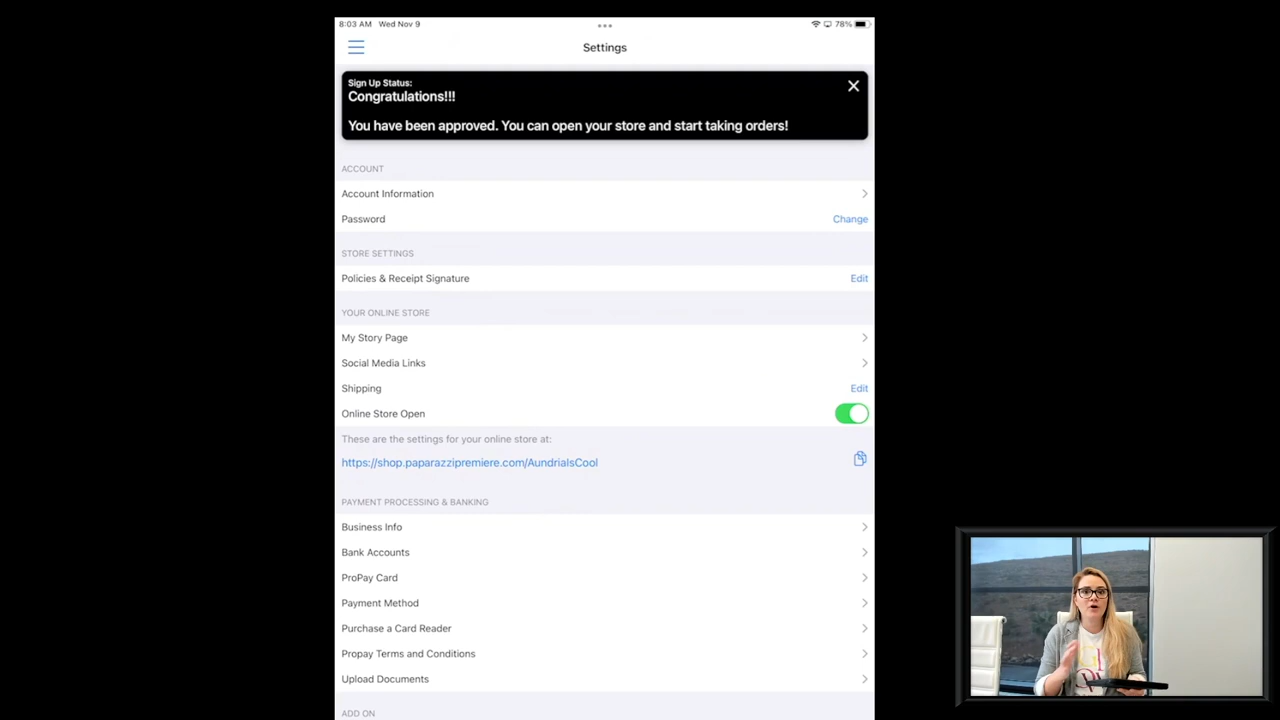 8:03 AM Wed Nov 9
78%
Settings
Sign Up Status:
Congratulations!!!
You have been approved. You can open your store and start taking orders!
ACCOUNT
Account Information
Password
Change
STORE SETTINGS
Policies & Receipt Signature
Edit
YOUR ONLINE STORE
My Story Page
Social Media Links
Shipping
Edit
Online Store Open
These are the settings for your online store at:
https://shop.paparazzipremiere.com/AundriaIsCool
PAYMENT PROCESSING & BANKING
Business Info
Bank Accounts
ProPay Card
Payment Method
Purchase a Card Reader
Propay Terms and Conditions
Upload Documents
ADD ON